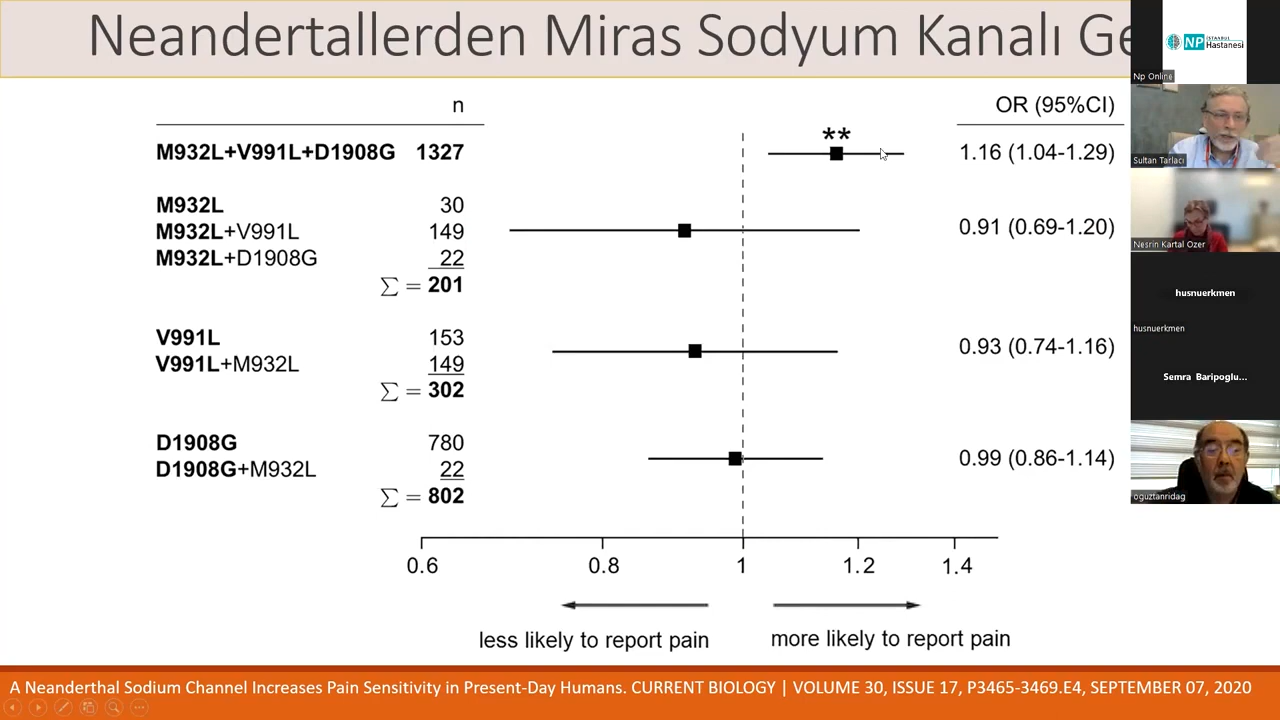 Neandertallerden Miras Sodyum Kanalı Ge
n
OR (95%CI)
**
M932L+V991L+D1908G 1327
1.16 (1.04-1.29)
M932L 30
M932L+V991L 149
0.91 (0.69-1.20)
M932L+D1908G 22
∑ = 201
V991L 153
0.93 (0.74-1.16)
V991L+M932L 149
∑ = 302
D1908G 780
0.99 (0.86-1.14)
D1908G+M932L 22
∑ = 802
0.6 0.8 1 1.2 1.4
less likely to report pain
more likely to report pain
A Neanderthal Sodium Channel Increases Pain Sensitivity in Present-Day Humans. CURRENT BIOLOGY | VOLUME 30, ISSUE 17, P3465-3469.E4, SEPTEMBER 07, 2020
NP İSTANBUL
Hastanesi
Np Online
Sultan Tarlacı
Nesrin Kartal Ozer
husnuerkmen
husnuerkmen
Semra Baripoglu...
oguztanridag